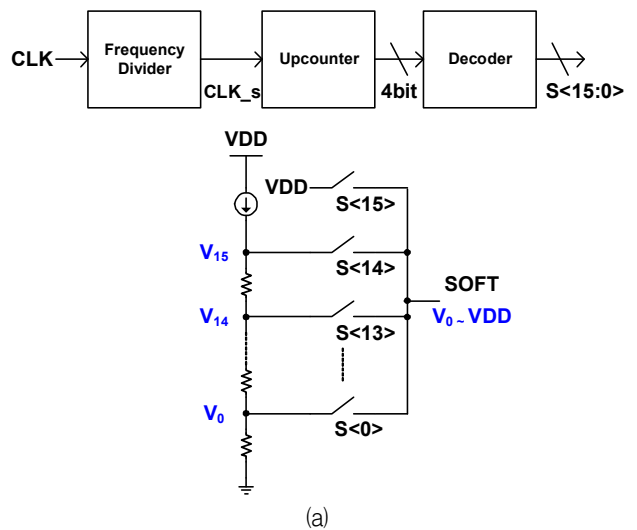 CLK
Frequency
Divider
CLK_s
Upcounter
4bit
Decoder
S<15:0>
VDD
VDD
S<15>
V₁₅
S<14>
SOFT
V₁₄
S<13>
V₀ ~ VDD
V₀
S<0>
(a)